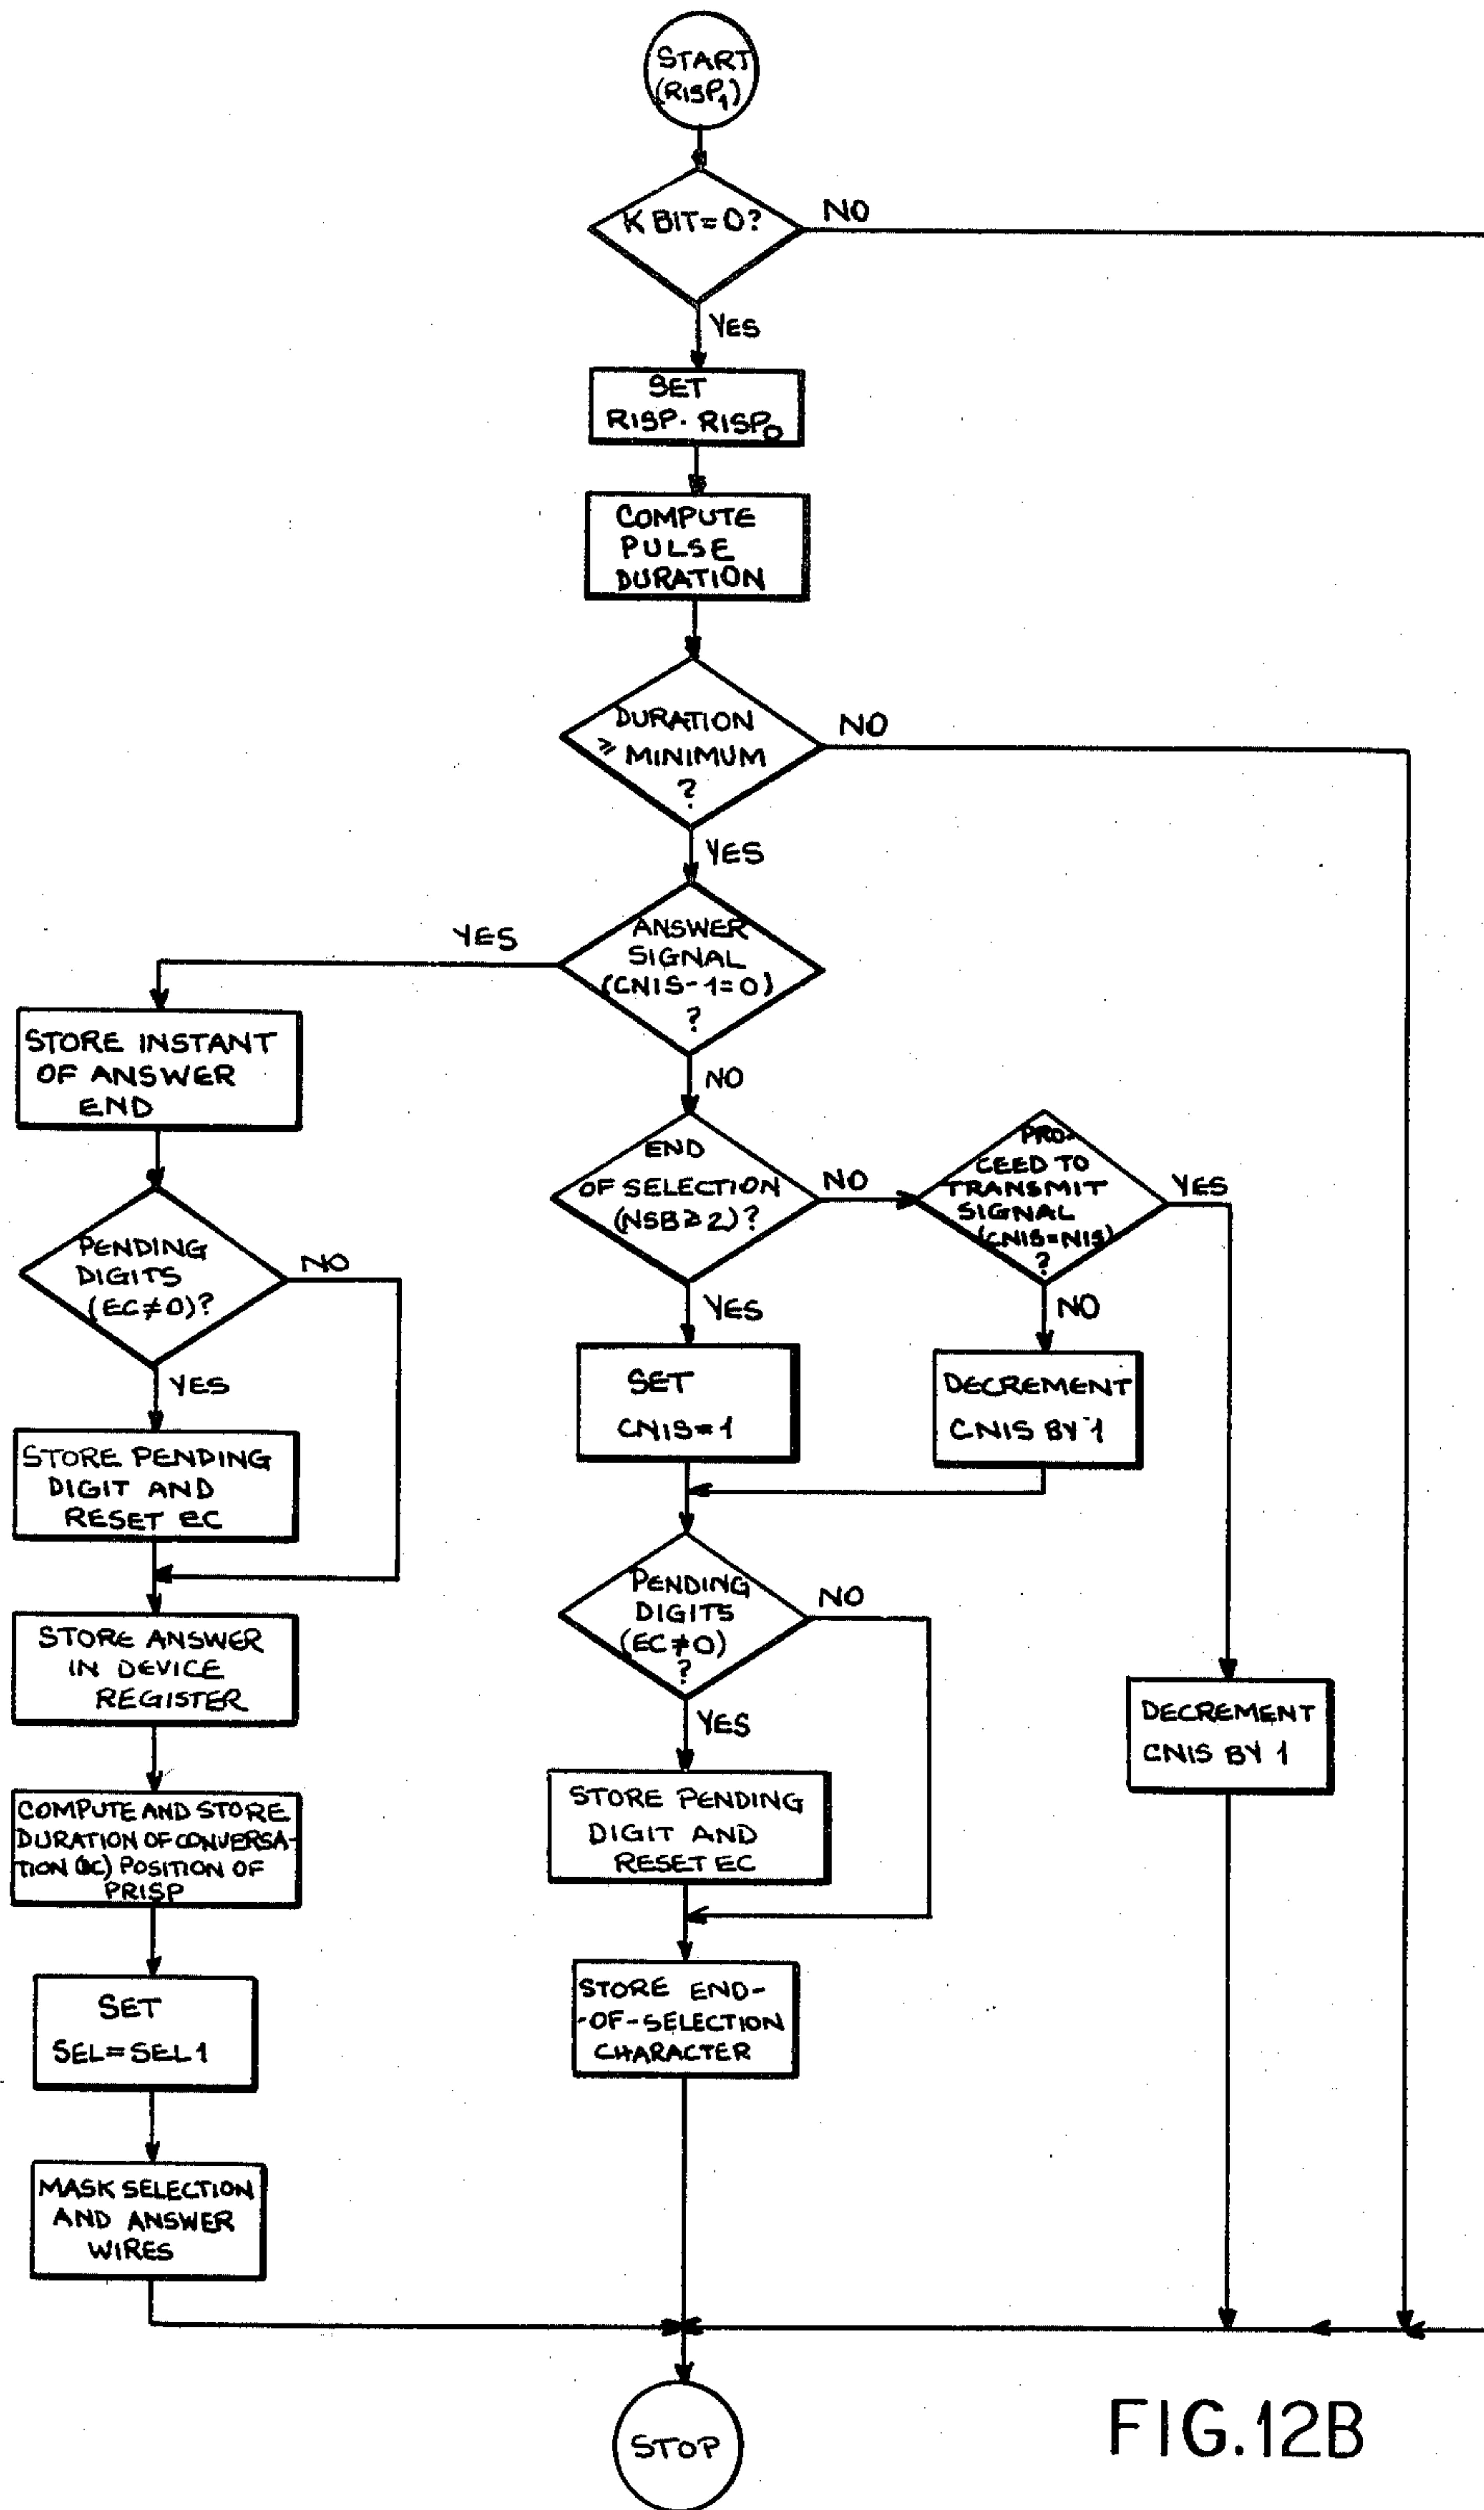 START
(RISP1)
K BIT=0?
NO
YES
SET
RISP. RISP0
COMPUTE
PULSE
DURATION
DURATION
≥ MINIMUM
?
NO
YES
ANSWER
SIGNAL
(CNIS-1=0)
?
YES
NO
STORE INSTANT
OF ANSWER
END
PENDING
DIGITS
(EC≠0)?
NO
YES
STORE PENDING
DIGIT AND
RESET EC
STORE ANSWER
IN DEVICE
REGISTER
COMPUTE AND STORE
DURATION OF CONVERSA-
TION POSITION OF
PRISP
SET
SEL=SEL1
MASK SELECTION
AND ANSWER
WIRES
END
OF SELECTION
(NSB≥2)?
NO
YES
PRO-
CEED TO
TRANSMIT
SIGNAL
(CNIS=NIS)
?
YES
NO
SET
CNIS=1
DECREMENT
CNIS BY 1
PENDING
DIGITS
(EC≠0)
?
NO
YES
STORE PENDING
DIGIT AND
RESET EC
STORE END-
-OF-SELECTION
CHARACTER
DECREMENT
CNIS BY 1
STOP
FIG.12B